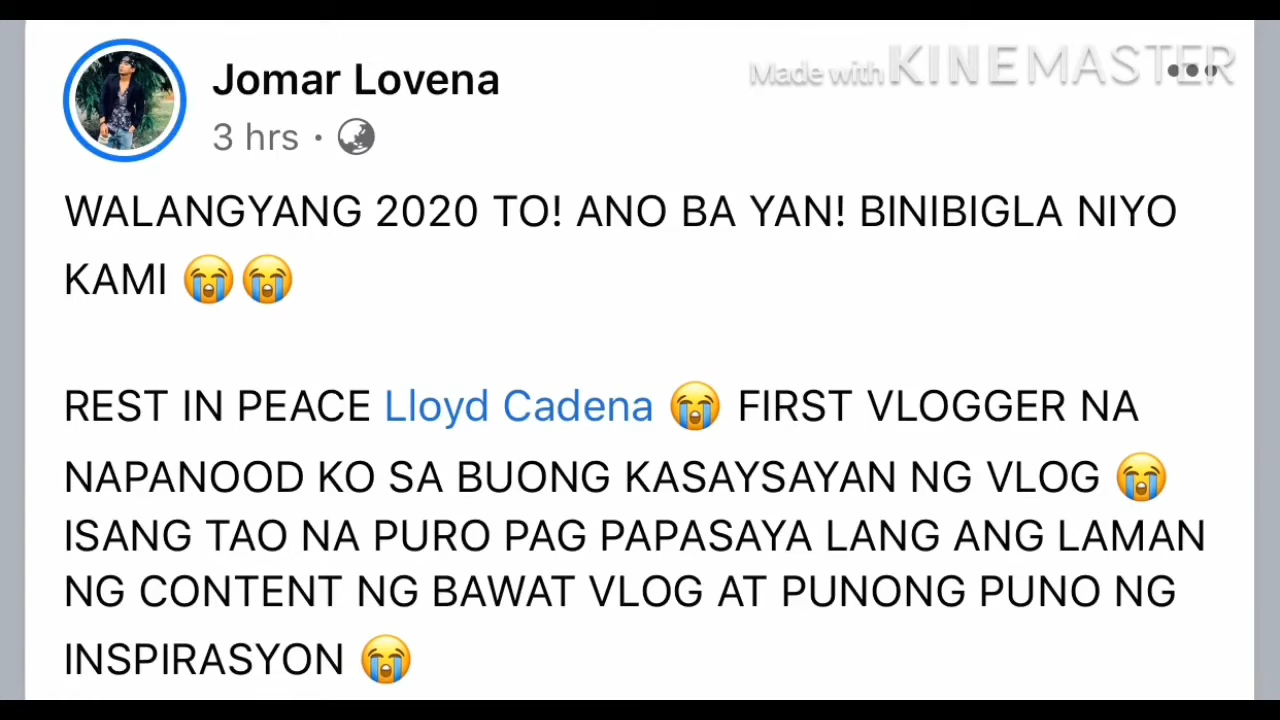 Jomar Lovena
Made with KINEMASTER
3 hrs ·
WALANGYANG 2020 TO! ANO BA YAN! BINIBIGLA NIYO
KAMI 😭😭
REST IN PEACE Lloyd Cadena 😭 FIRST VLOGGER NA
NAPANOOD KO SA BUONG KASAYSAYAN NG VLOG 😭
ISANG TAO NA PURO PAG PAPASAYA LANG ANG LAMAN
NG CONTENT NG BAWAT VLOG AT PUNONG PUNO NG
INSPIRASYON 😭